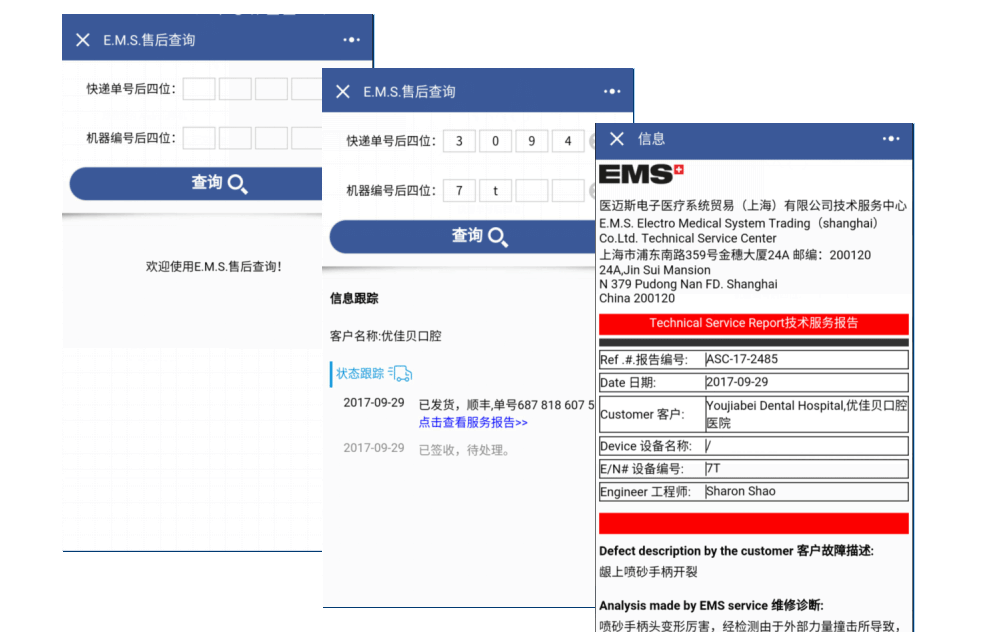 E.M.S.售后查询
快递单号后四位：
机器编号后四位：
查询
欢迎使用E.M.S.售后查询!
E.M.S.售后查询
快递单号后四位： 3 0 9 4
机器编号后四位： 7 t
查询
信息跟踪
客户名称:优佳贝口腔
状态跟踪
2017-09-29 已发货，顺丰,单号687 818 607 5
点击查看服务报告>>
2017-09-29 已签收，待处理。
信息
EMS
医迈斯电子医疗系统贸易（上海）有限公司技术服务中心
E.M.S. Electro Medical System Trading（shanghai）
Co.Ltd. Technical Service Center
上海市浦东南路359号金穗大厦24A 邮编：200120
24A,Jin Sui Mansion
N 379 Pudong Nan FD. Shanghai
China 200120
Technical Service Report技术服务报告
Ref .#.报告编号: ASC-17-2485
Date 日期: 2017-09-29
Customer 客户: Youjiabei Dental Hospital,优佳贝口腔
医院
Device 设备名称: /
E/N# 设备编号: 7T
Engineer 工程师: Sharon Shao
Defect description by the customer 客户故障描述:
龈上喷砂手柄开裂
Analysis made by EMS service 维修诊断:
喷砂手柄头变形厉害，经检测由于外部力量撞击所导致，